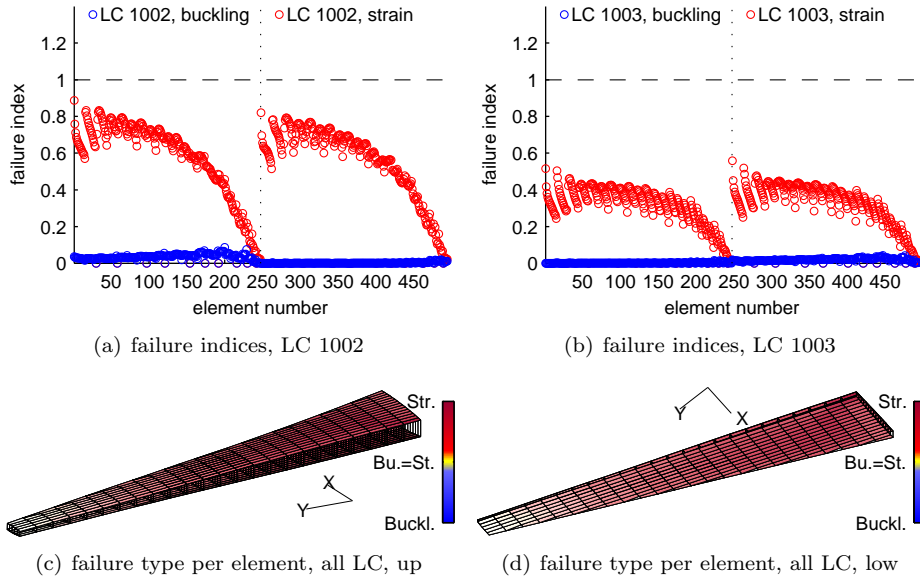 LC 1002, buckling LC 1002, strain
1.2
1
0.8
0.6
0.4
0.2
0
failure index
50 100 150 200 250 300 350 400 450
element number
(a) failure indices, LC 1002
LC 1003, buckling LC 1003, strain
1.2
1
0.8
0.6
0.4
0.2
0
failure index
50 100 150 200 250 300 350 400 450
element number
(b) failure indices, LC 1003
Str.
Bu.=St.
Buckl.
X
Y
(c) failure type per element, all LC, up
Str.
Bu.=St.
Buckl.
Y
X
(d) failure type per element, all LC, low